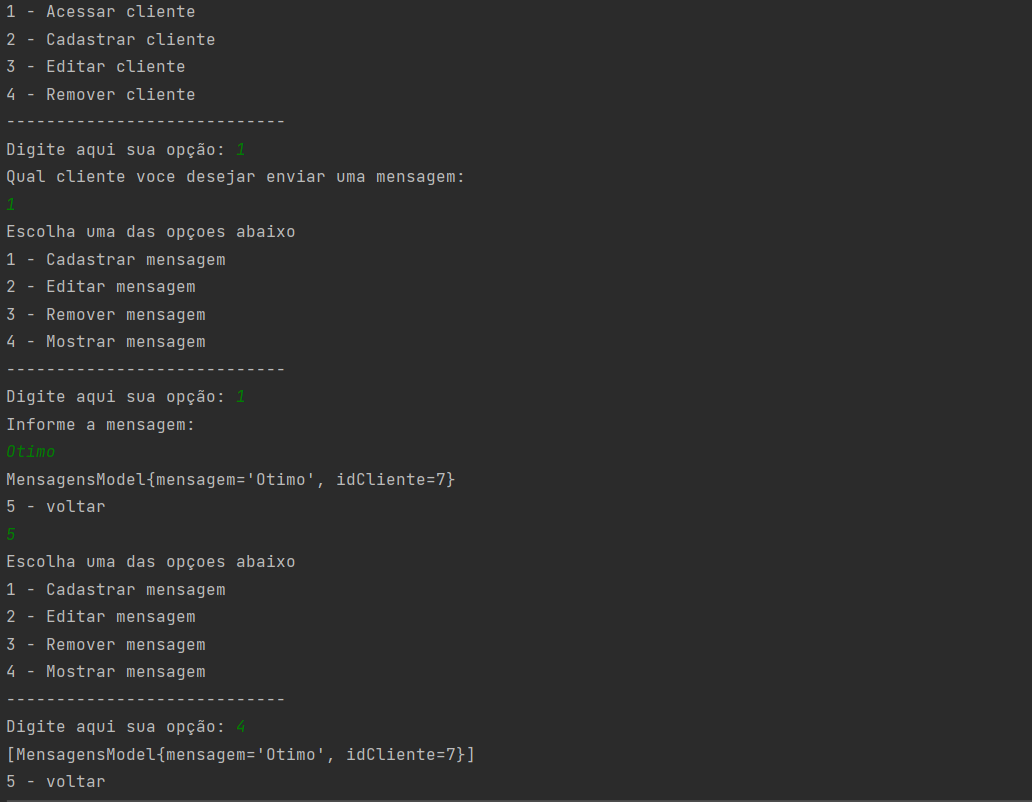 1 - Acessar cliente
2 - Cadastrar cliente
3 - Editar cliente
4 - Remover cliente
----------------------------
Digite aqui sua opção: 1
Qual cliente voce desejar enviar uma mensagem:
1
Escolha uma das opçoes abaixo
1 - Cadastrar mensagem
2 - Editar mensagem
3 - Remover mensagem
4 - Mostrar mensagem
----------------------------
Digite aqui sua opção: 1
Informe a mensagem:
Otimo
MensagensModel{mensagem='Otimo', idCliente=7}
5 - voltar
5
Escolha uma das opçoes abaixo
1 - Cadastrar mensagem
2 - Editar mensagem
3 - Remover mensagem
4 - Mostrar mensagem
----------------------------
Digite aqui sua opção: 4
[MensagensModel{mensagem='Otimo', idCliente=7}]
5 - voltar